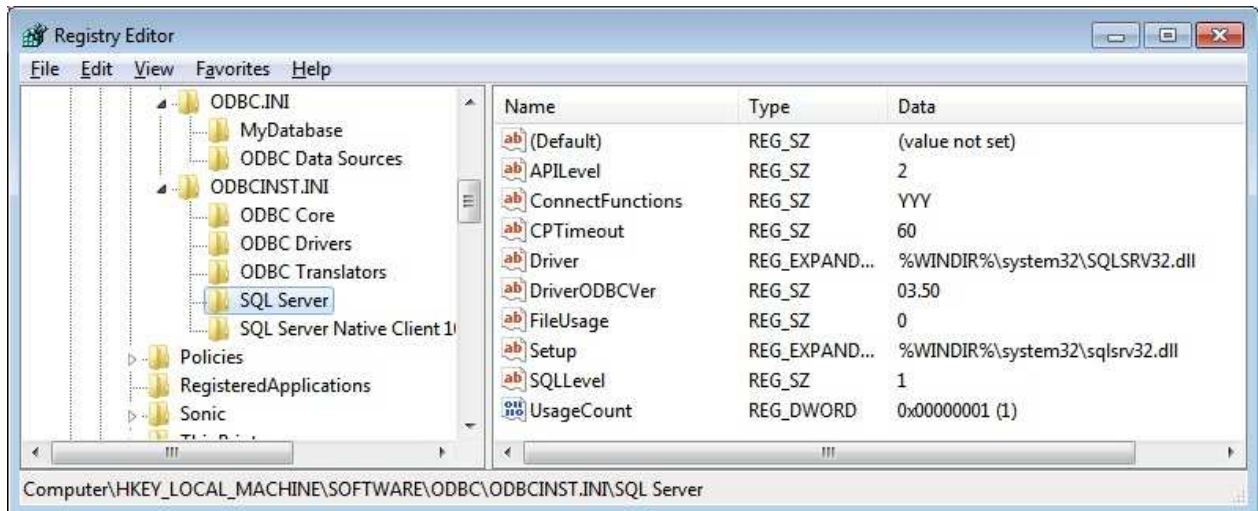 Registry Editor
File Edit View Favorites Help
ODBC.INI
MyDatabase
ODBC Data Sources
ODBCINST.INI
ODBC Core
ODBC Drivers
ODBC Translators
SQL Server
SQL Server Native Client
Policies
RegisteredApplications
Sonic
Name Type Data
(Default) REG_SZ (value not set)
APILevel REG_SZ 2
ConnectFunctions REG_SZ YYY
CPTimeout REG_SZ 60
Driver REG_EXPAND... %WINDIR%\system32\SQLSRV32.dll
DriverODBCVer REG_SZ 03.50
FileUsage REG_SZ 0
Setup REG_EXPAND... %WINDIR%\system32\sqlsrv32.dll
SQLLevel REG_SZ 1
UsageCount REG_DWORD 0x00000001 (1)
Computer\HKEY_LOCAL_MACHINE\SOFTWARE\ODBC\ODBCINST.INI\SQL Server